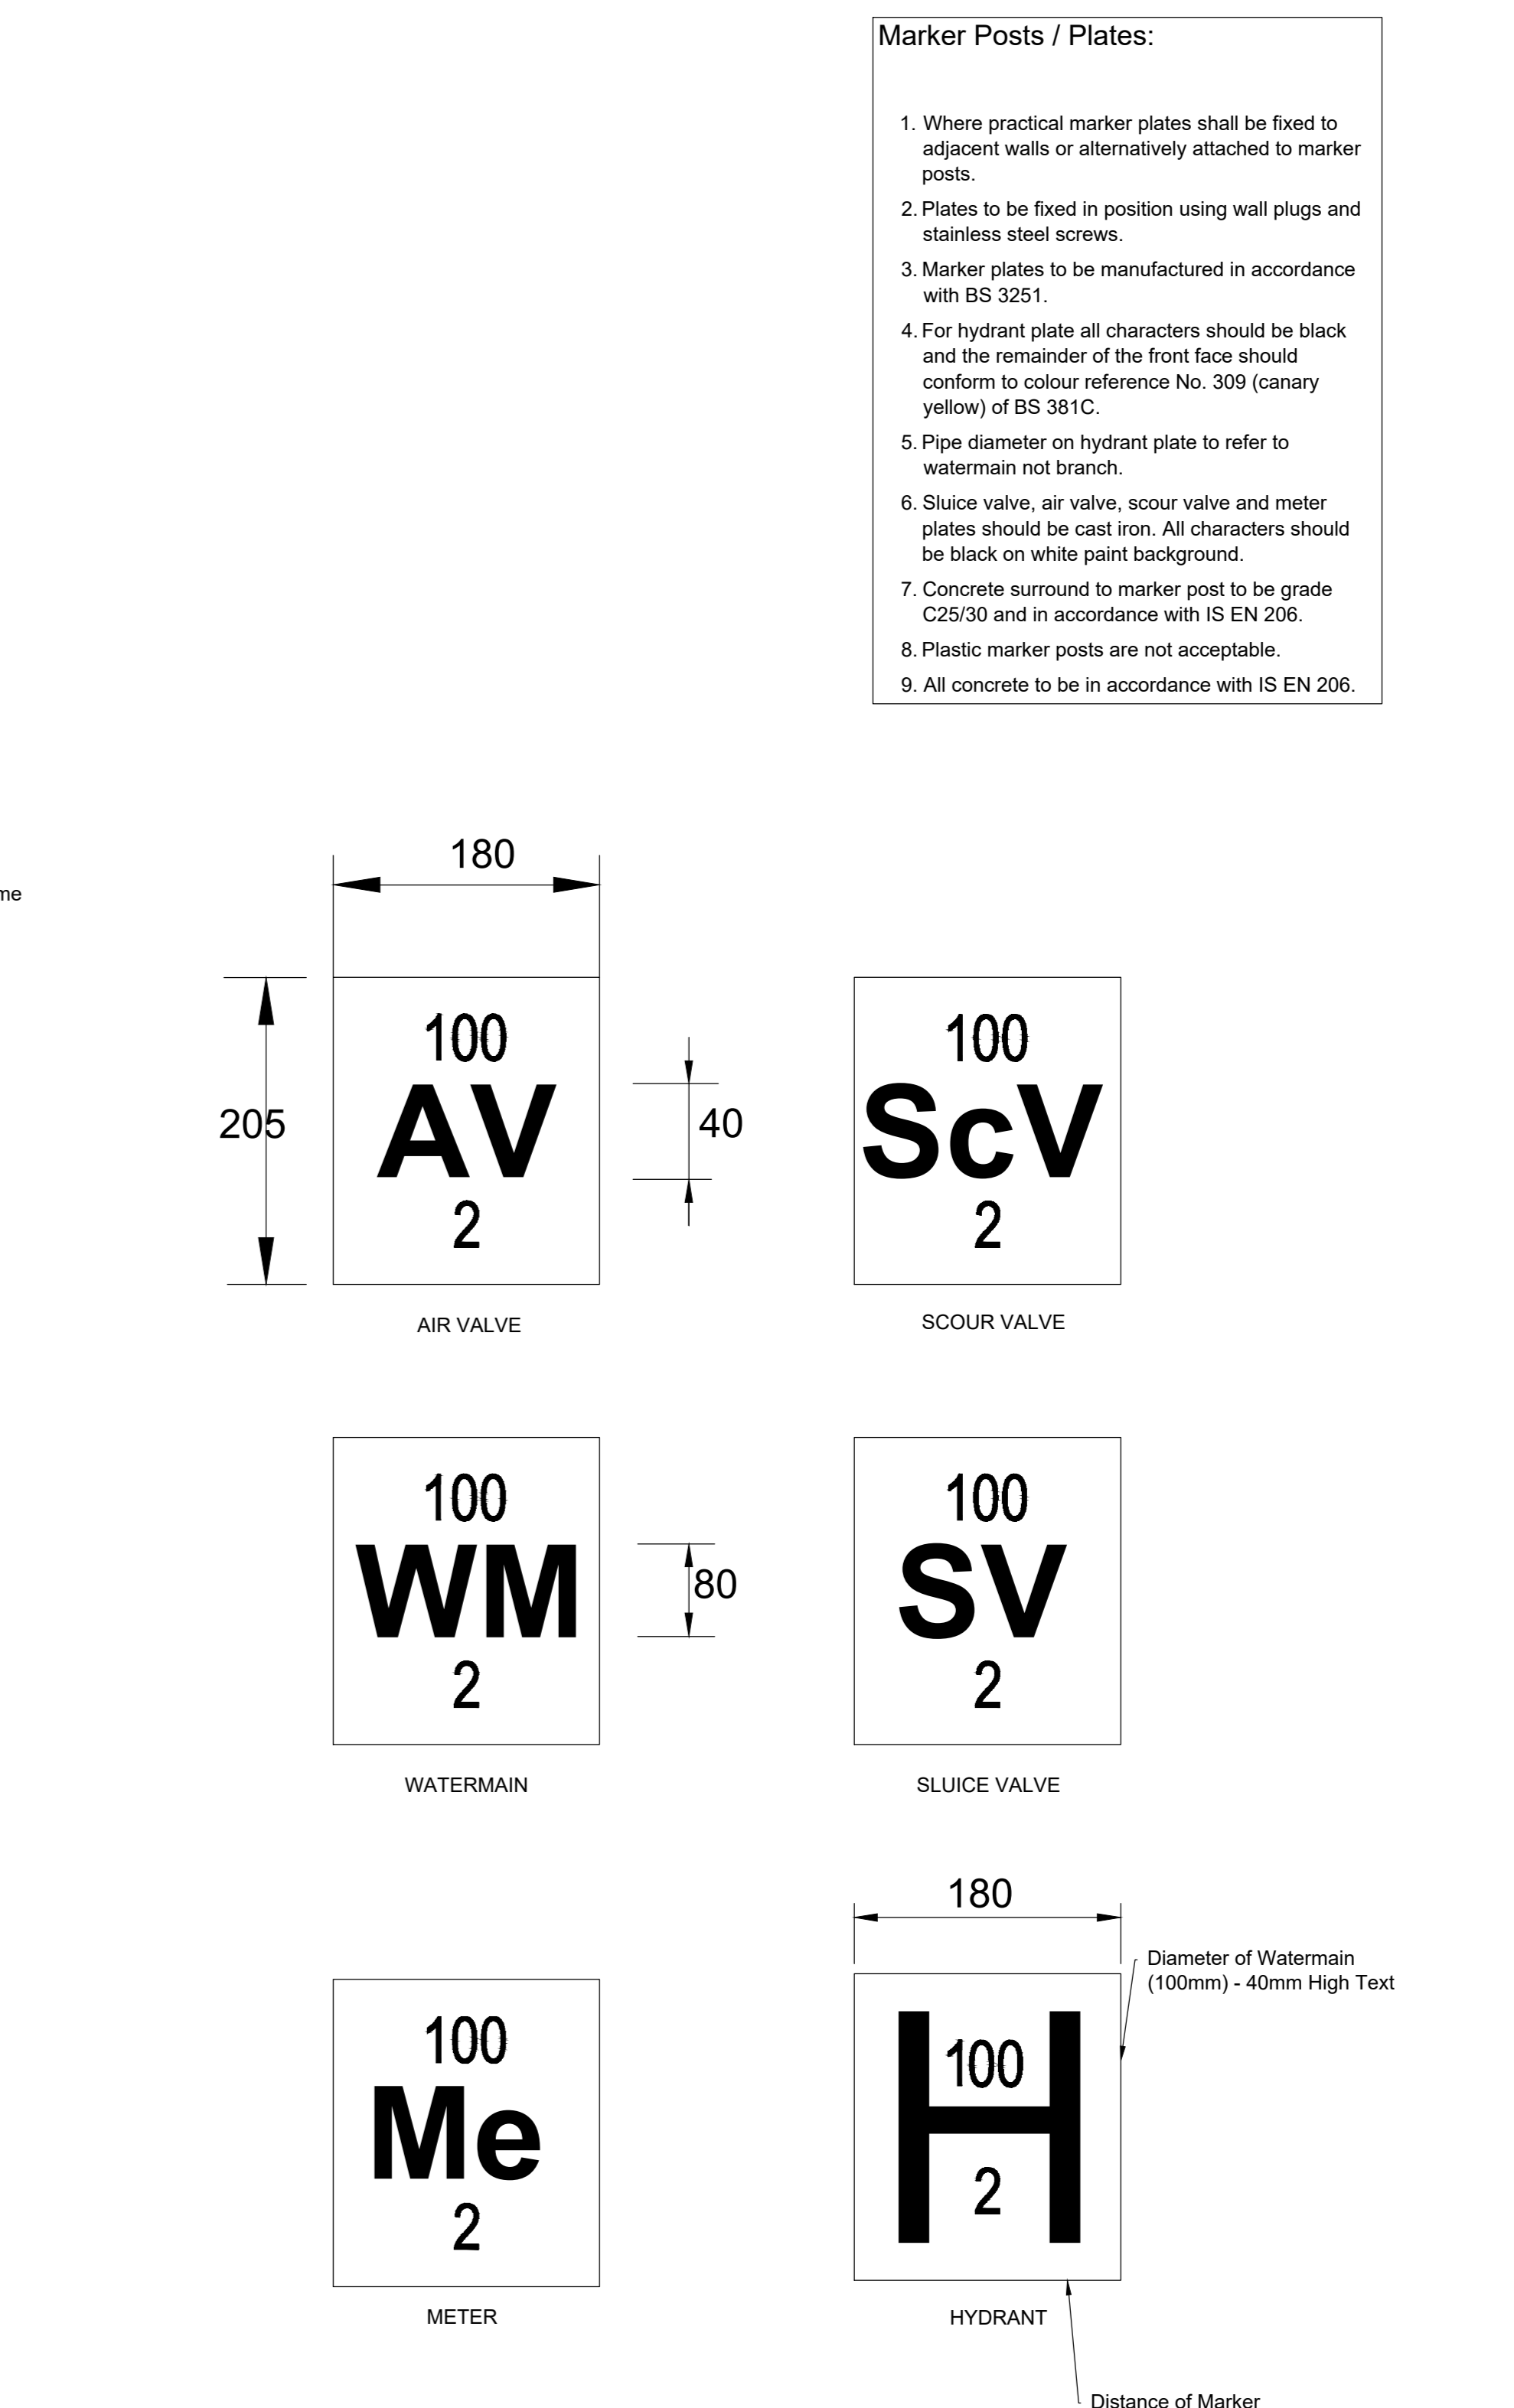 Marker Posts / Plates:
1. Where practical marker plates shall be fixed to
adjacent walls or alternatively attached to marker
posts.
2. Plates to be fixed in position using wall plugs and
stainless steel screws.
3. Marker plates to be manufactured in accordance
with BS 3251.
4. For hydrant plate all characters should be black
and the remainder of the front face should
conform to colour reference No. 309 (canary
yellow) of BS 381C.
5. Pipe diameter on hydrant plate to refer to
watermain not branch.
6. Sluice valve, air valve, scour valve and meter
plates should be cast iron. All characters should
be black on white paint background.
7. Concrete surround to marker post to be grade
C25/30 and in accordance with IS EN 206.
8. Plastic marker posts are not acceptable.
9. All concrete to be in accordance with IS EN 206.
180
me
205
100
AV
2
40
AIR VALVE
100
ScV
2
SCOUR VALVE
100
WM
2
80
WATERMAIN
100
SV
2
SLUICE VALVE
100
Me
2
METER
180
100
H
2
HYDRANT
Diameter of Watermain
(100mm) - 40mm High Text
Distance of Marker